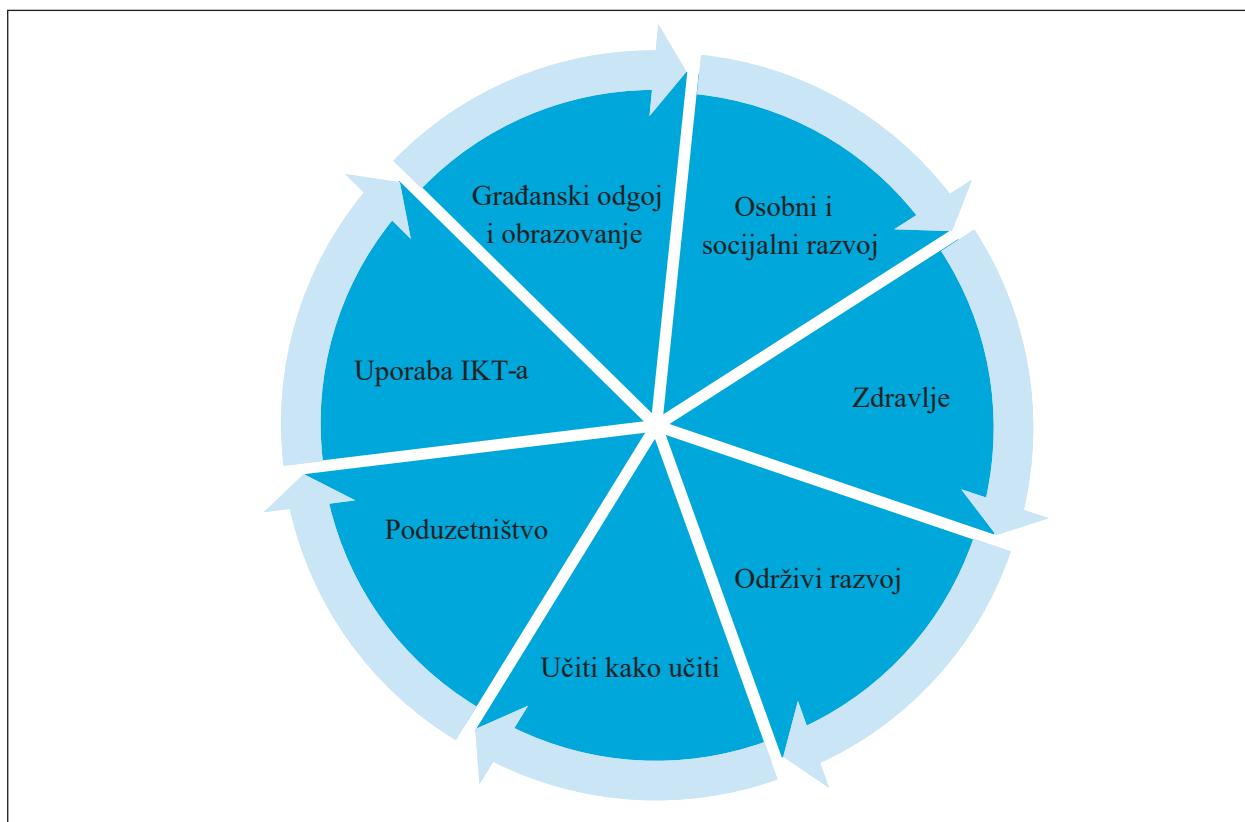 Građanski odgoj
i obrazovanje
Osobni i
socijalni razvoj
Zdravlje
Održivi razvoj
Učiti kako učiti
Poduzetništvo
Uporaba IKT-a